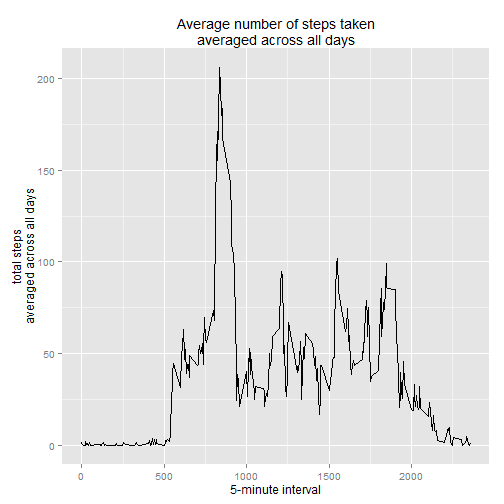 Average number of steps taken
averaged across all days
total steps
averaged across all days
200
150
100
50
0
0
500
1000
1500
2000
5-minute interval